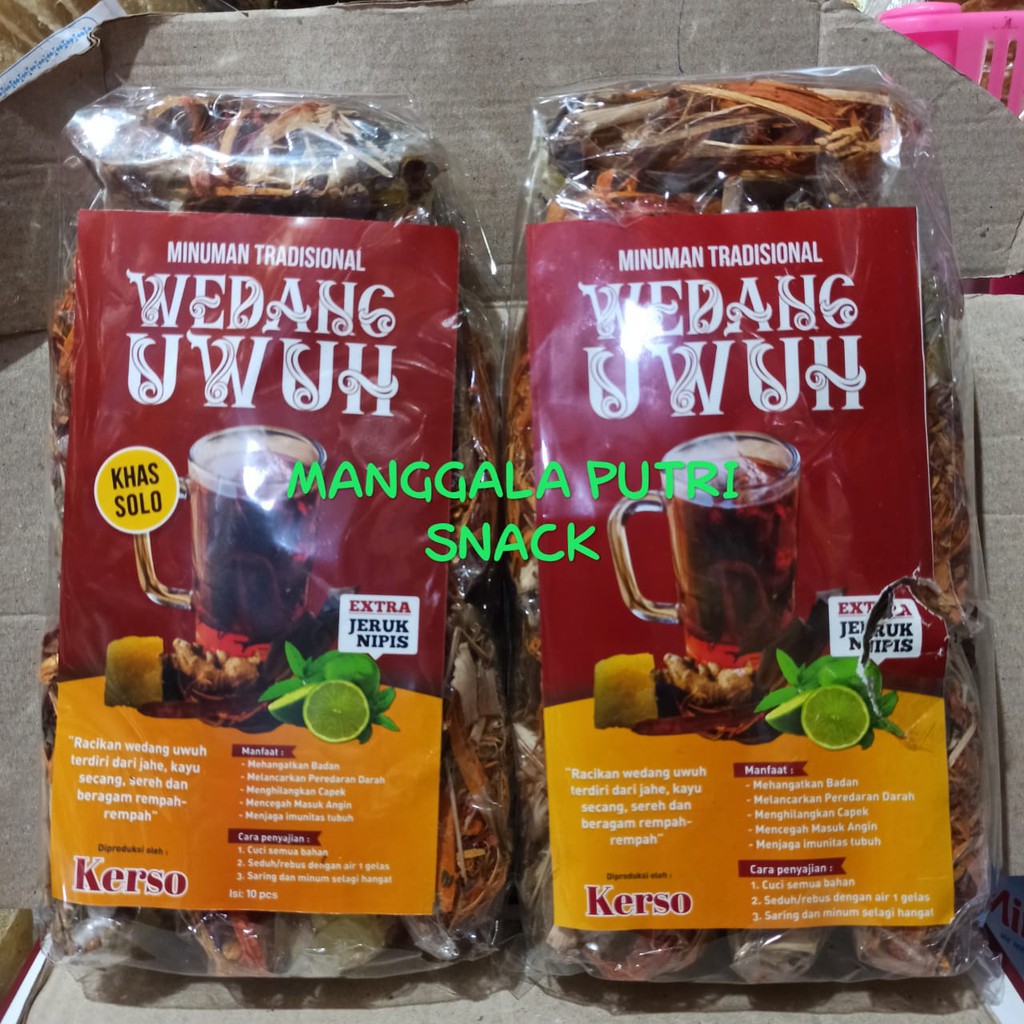 MINUMAN TRADISIONAL
WEDANG
UWUH
KHAS
SOLO
EXTRA
JERUK
NIPIS
"Racikan wedang uwuh
terdiri dari jahe, kayu
secang, sereh dan
beragam rempah-
rempah"
Manfaat :
- Mehangatkan Badan
- Melancarkan Peredaran Darah
- Menghilangkan Capek
- Mencegah Masuk Angin
- Menjaga imunitas tubuh
Cara penyajian :
1. Cuci semua bahan
2. Seduh/rebus dengan air 1 gelas
3. Saring dan minum selagi hangat
Diproduksi oleh :
Kerso
Isi: 10 pcs
MINUMAN TRADISIONAL
WEDANG
UWUH
EXTRA
JERUK
NIPIS
"Racikan wedang uwuh
terdiri dari jahe, kayu
secang, sereh dan
beragam rempah-
rempah"
Manfaat :
- Mehangatkan Badan
- Melancarkan Peredaran Darah
- Menghilangkan Capek
- Mencegah Masuk Angin
- Menjaga imunitas tubuh
Cara penyajian :
1. Cuci semua bahan
2. Seduh/rebus dengan air 1 gelas
3. Saring dan minum selagi hangat
Diproduksi oleh :
Kerso
MANGGALA PUTRI
SNACK